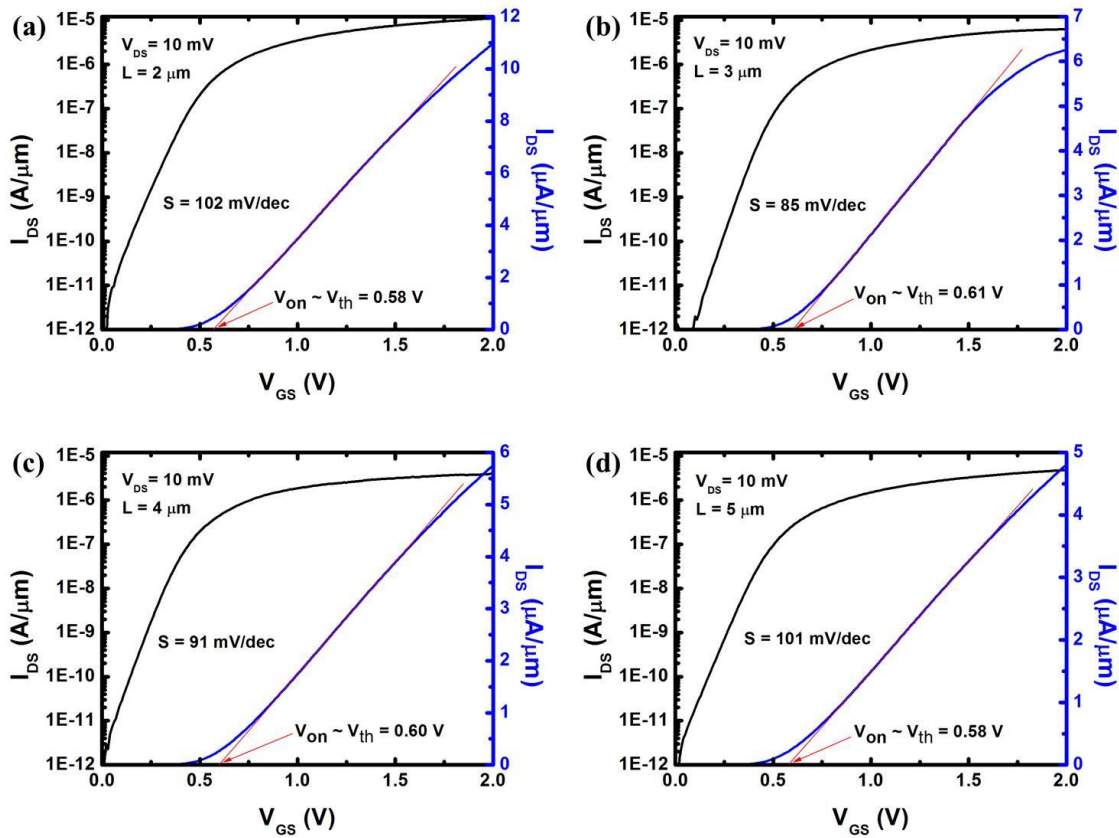 (a)
V_DS = 10 mV
L = 2 μm
S = 102 mV/dec
V_on ~ V_th = 0.58 V
1E-5
1E-6
1E-7
1E-8
1E-9
1E-10
1E-11
1E-12
I_DS (A/μm)
12
10
8
6
4
2
0
I_DS (μA/μm)
0.0 0.5 1.0 1.5 2.0
V_GS (V)
(b)
V_DS = 10 mV
L = 3 μm
S = 85 mV/dec
V_on ~ V_th = 0.61 V
1E-5
1E-6
1E-7
1E-8
1E-9
1E-10
1E-11
1E-12
I_DS (A/μm)
7
6
5
4
3
2
1
0
I_DS (μA/μm)
0.0 0.5 1.0 1.5 2.0
V_GS (V)
(c)
V_DS = 10 mV
L = 4 μm
S = 91 mV/dec
V_on ~ V_th = 0.60 V
1E-5
1E-6
1E-7
1E-8
1E-9
1E-10
1E-11
1E-12
I_DS (A/μm)
6
5
4
3
2
1
0
I_DS (μA/μm)
0.0 0.5 1.0 1.5 2.0
V_GS (V)
(d)
V_DS = 10 mV
L = 5 μm
S = 101 mV/dec
V_on ~ V_th = 0.58 V
1E-5
1E-6
1E-7
1E-8
1E-9
1E-10
1E-11
1E-12
I_DS (A/μm)
5
4
3
2
1
0
I_DS (μA/μm)
0.0 0.5 1.0 1.5 2.0
V_GS (V)